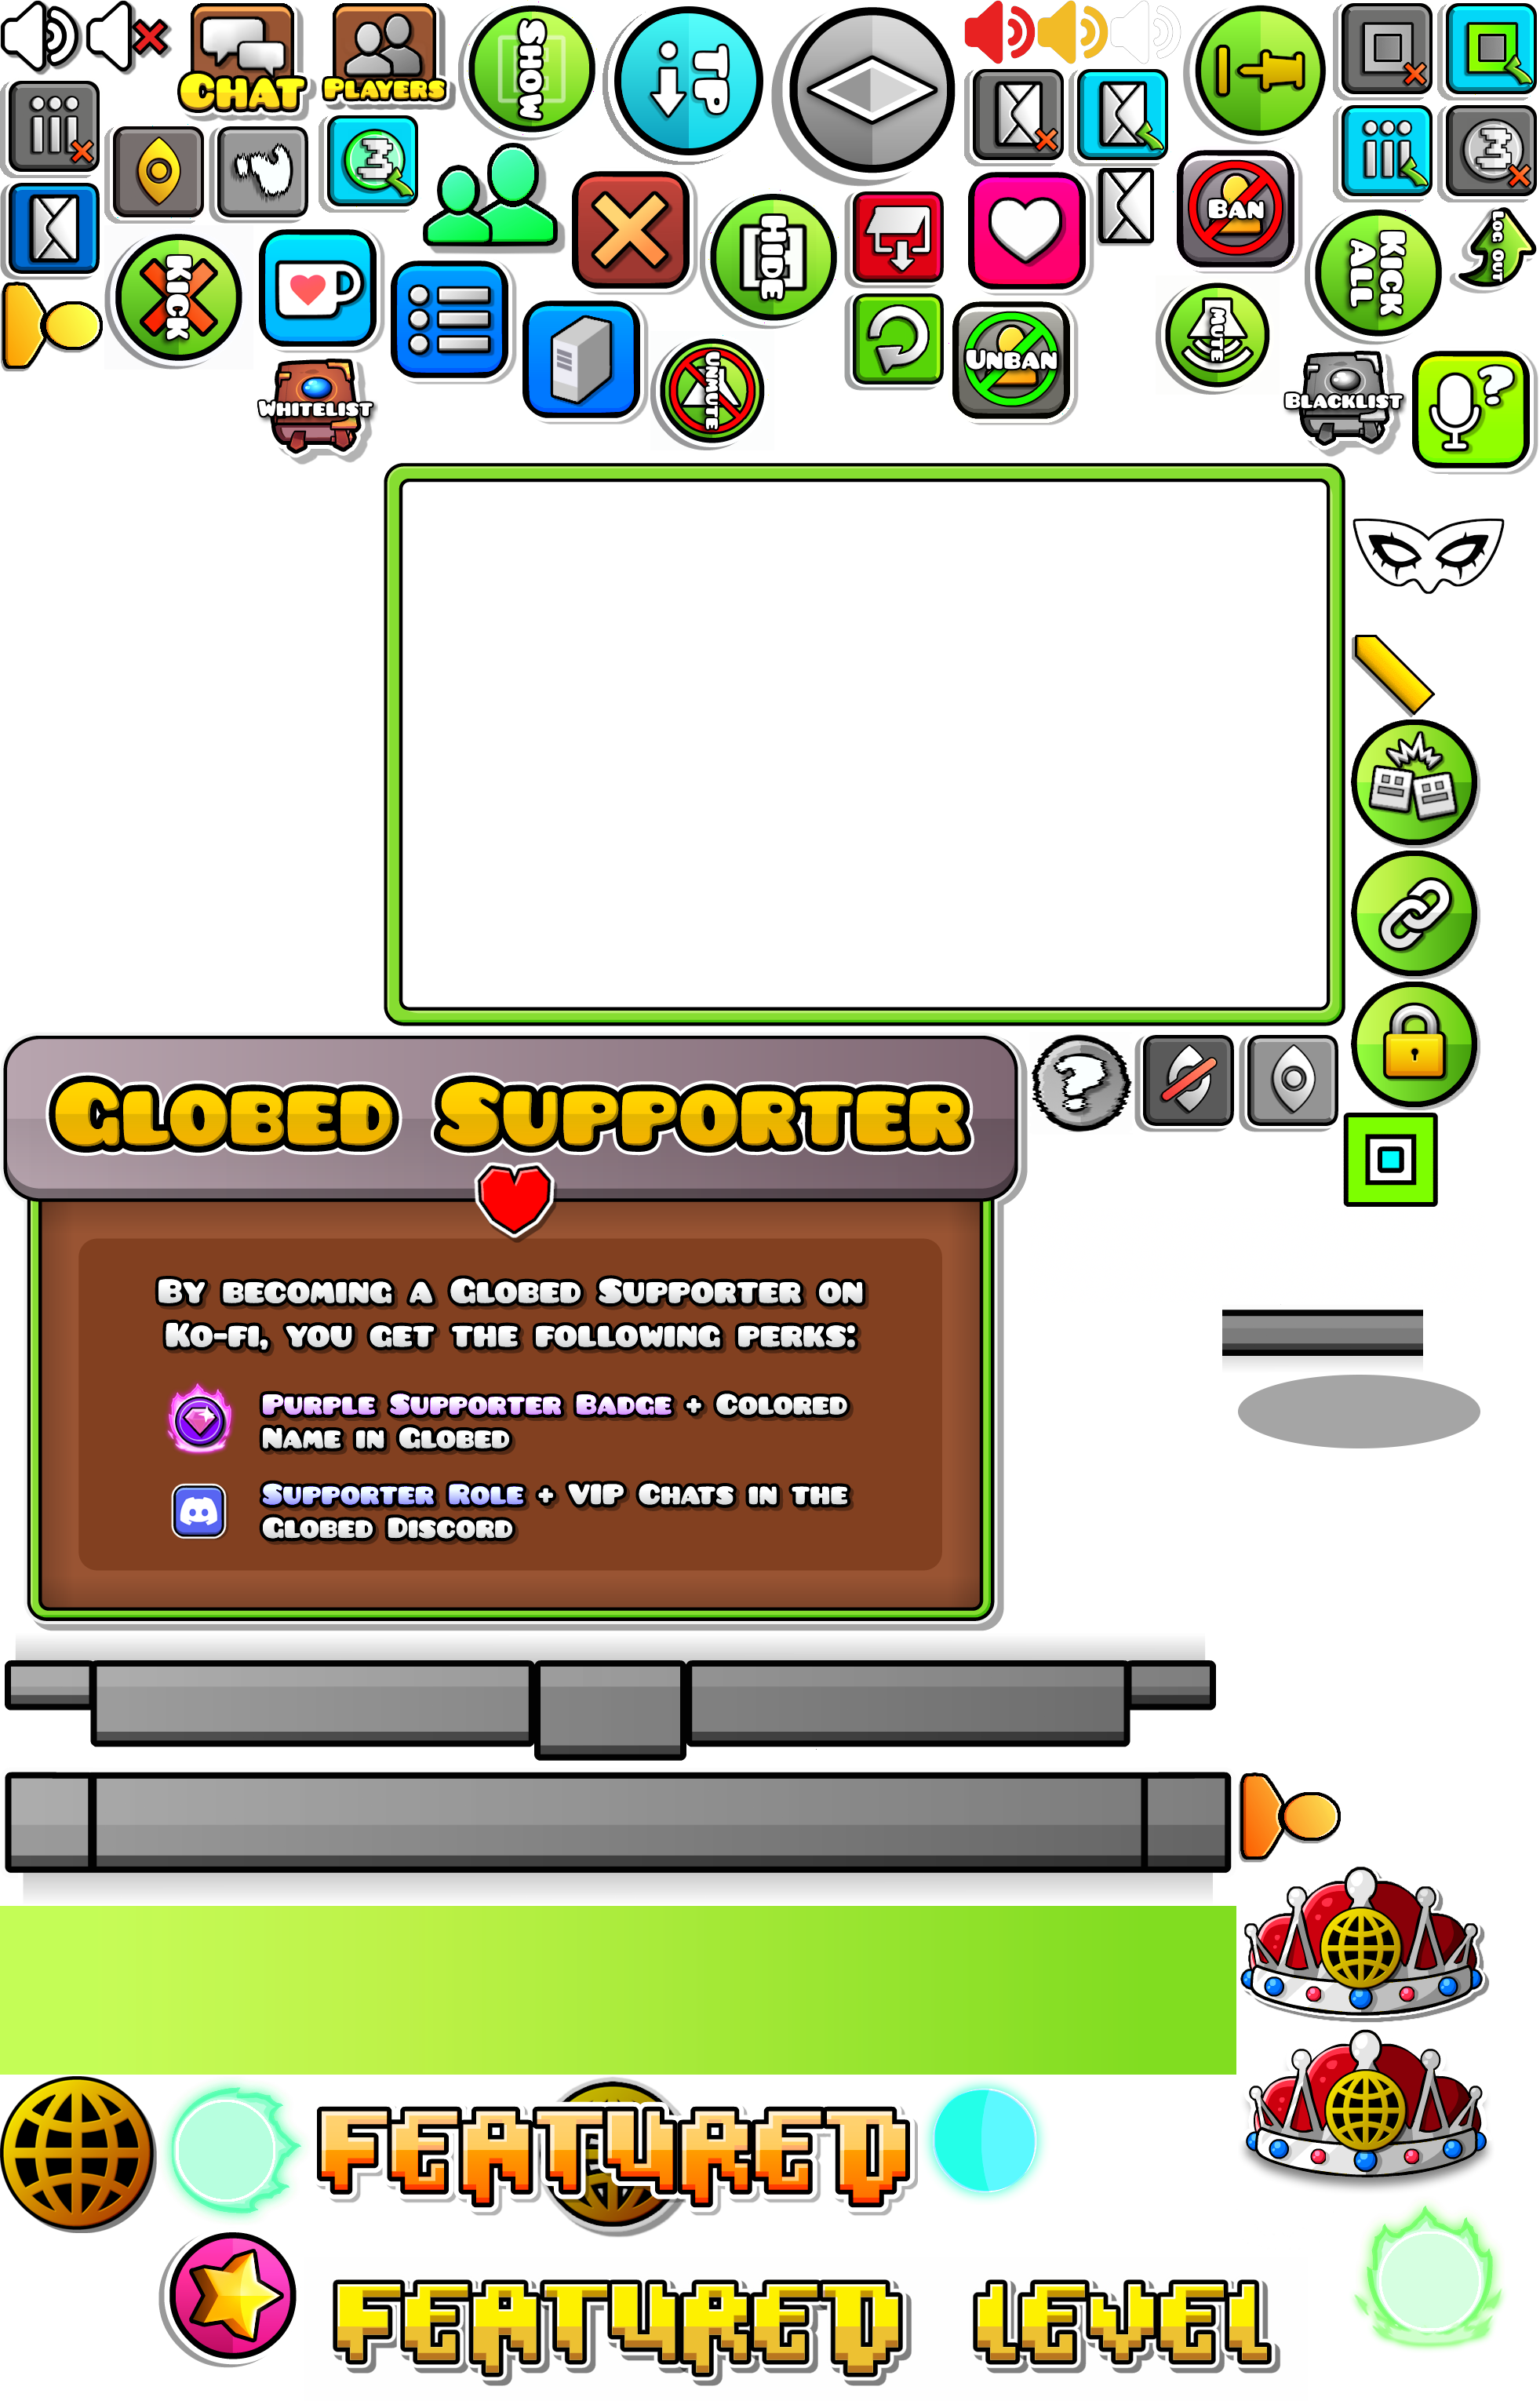 CHAT
PLAYERS
SHOW
TP
BAN
HIDE
KICK
KICK
ALL
LOG OUT
MUTE
UNBAN
UNMUTE
WHITELIST
BLACKLIST
?
GLOBED SUPPORTER
?
BY BECOMING A GLOBED SUPPORTER ON
KO-FI, YOU GET THE FOLLOWING PERKS:
PURPLE SUPPORTER BADGE + COLORED
NAME IN GLOBED
SUPPORTER ROLE + VIP CHATS IN THE
GLOBED DISCORD
FEATURED
FEATURED LEVEL